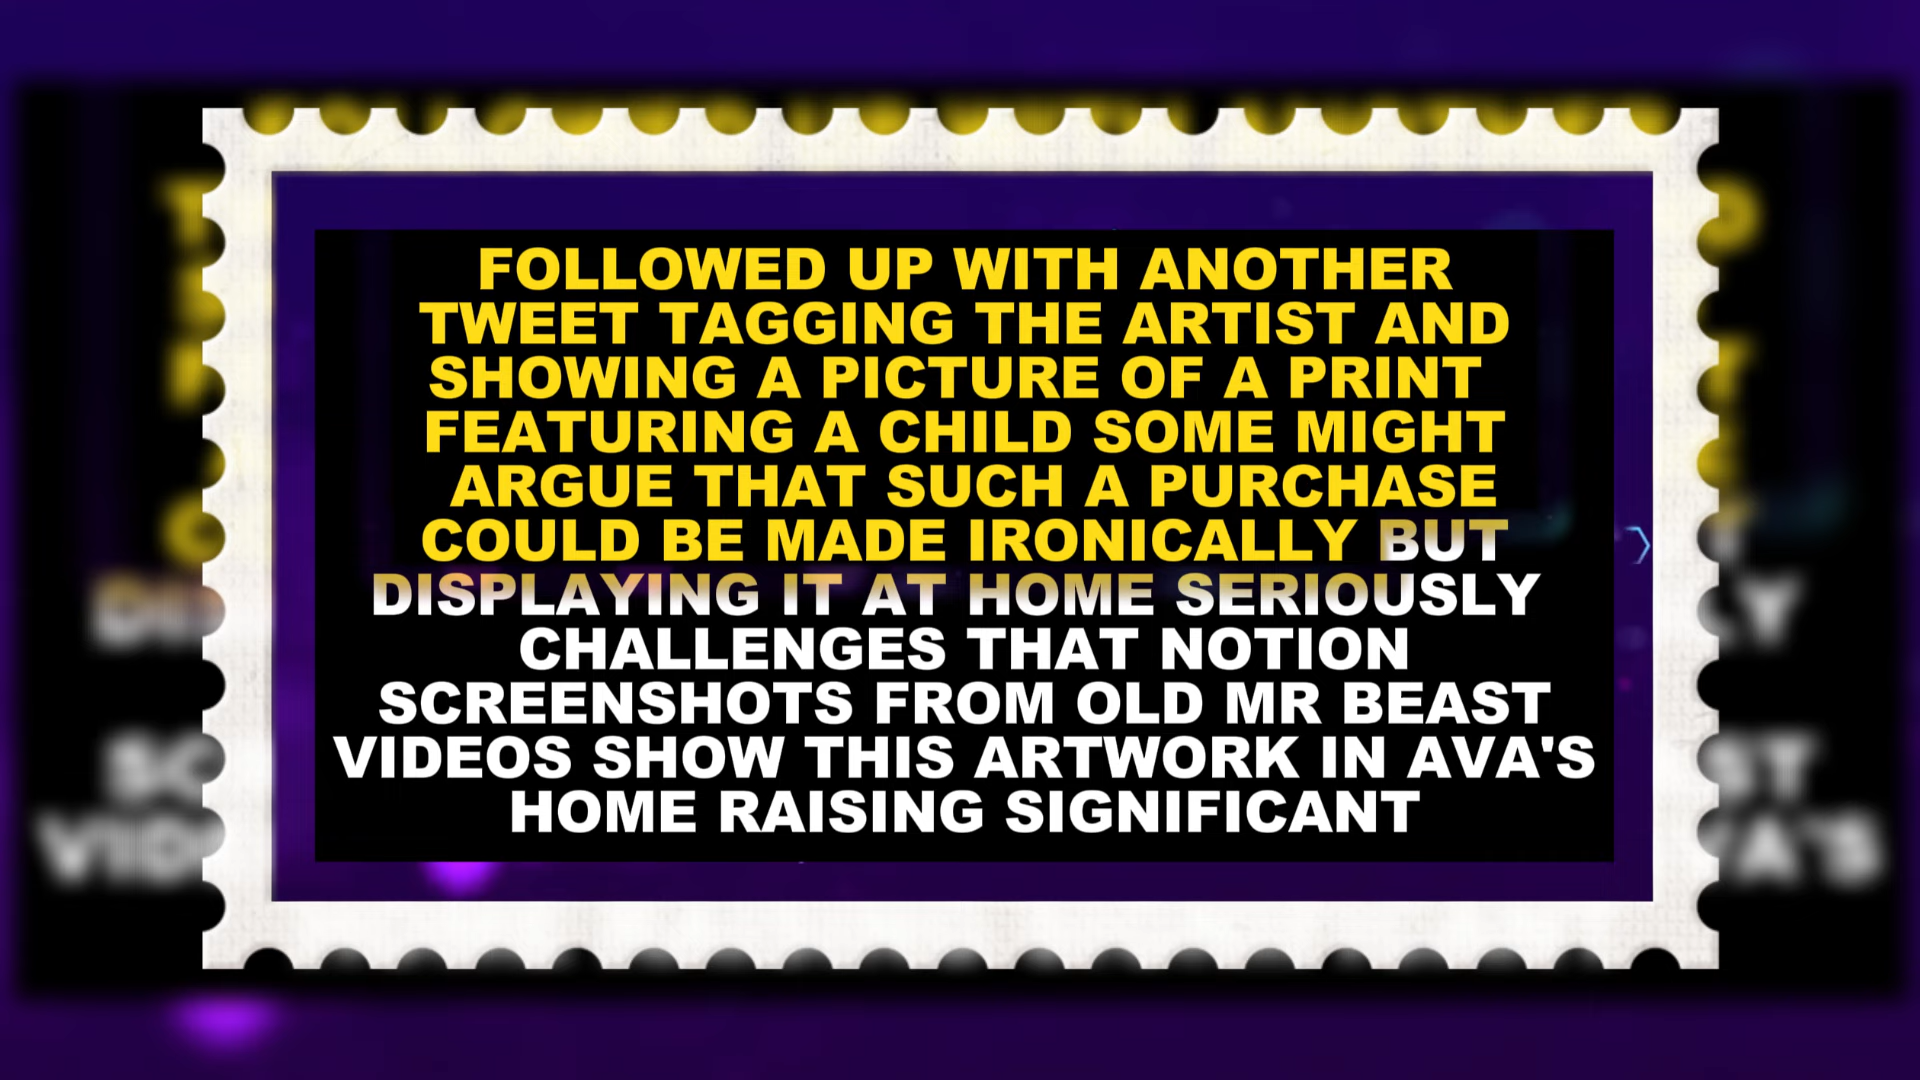 FOLLOWED UP WITH ANOTHER
TWEET TAGGING THE ARTIST AND
SHOWING A PICTURE OF A PRINT
FEATURING A CHILD SOME MIGHT
ARGUE THAT SUCH A PURCHASE
COULD BE MADE IRONICALLY BUT
DISPLAYING IT AT HOME SERIOUSLY
CHALLENGES THAT NOTION
SCREENSHOTS FROM OLD MR BEAST
VIDEOS SHOW THIS ARTWORK IN AVA'S
HOME RAISING SIGNIFICANT